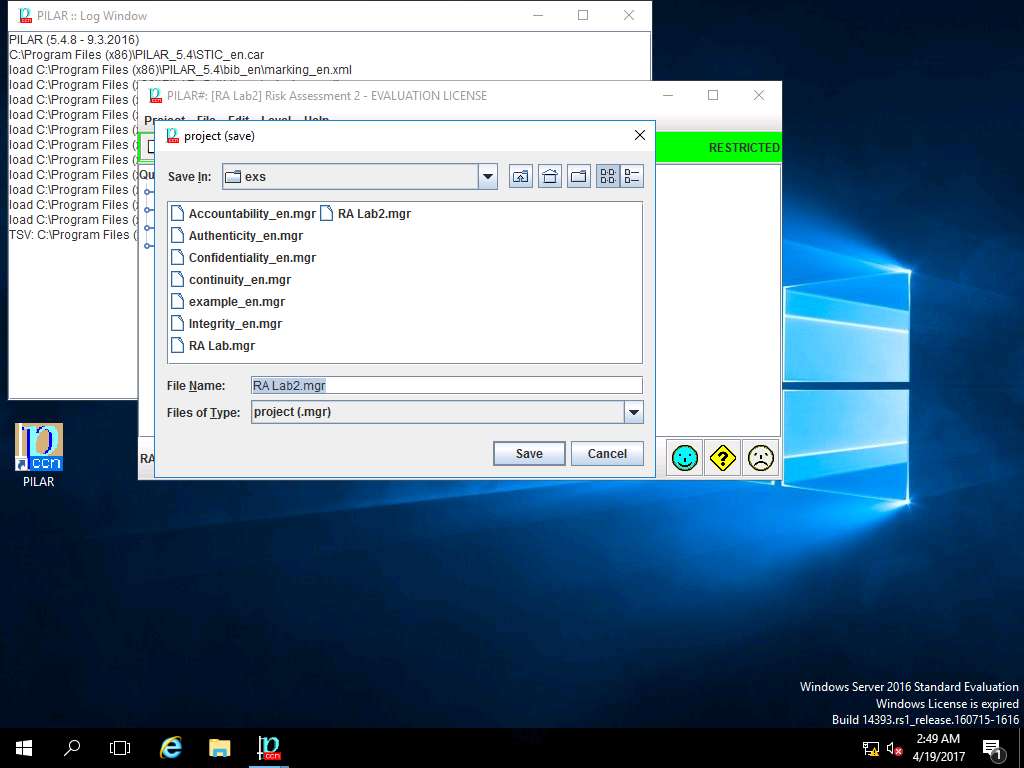 PILAR :: Log Window
PILAR (5.4.8 - 9.3.2016)
C:\Program Files (x86)\PILAR_5.4\STIC_en.car
load C:\Program Files (x86)\PILAR_5.4\bib_en\marking_en.xml
load C:\Program Files (
load C:\Program Files (
load C:\Program Files (
load C:\Program Files (
load C:\Program Files (
load C:\Program Files (
load C:\Program Files (
load C:\Program Files (
load C:\Program Files (
load C:\Program Files (
TSV: C:\Program Files (
PILAR#: [RA Lab2] Risk Assessment 2 - EVALUATION LICENSE
Project File Edit Level Help
RESTRICTED
Qu
RA
project (save)
Save In: exs
Accountability_en.mgr RA Lab2.mgr
Authenticity_en.mgr
Confidentiality_en.mgr
continuity_en.mgr
example_en.mgr
Integrity_en.mgr
RA Lab.mgr
File Name: RA Lab2.mgr
Files of Type: project (.mgr)
Save Cancel
ccn
PILAR
Windows Server 2016 Standard Evaluation
Windows License is expired
Build 14393.rs1_release.160715-1616
2:49 AM
4/19/2017
1